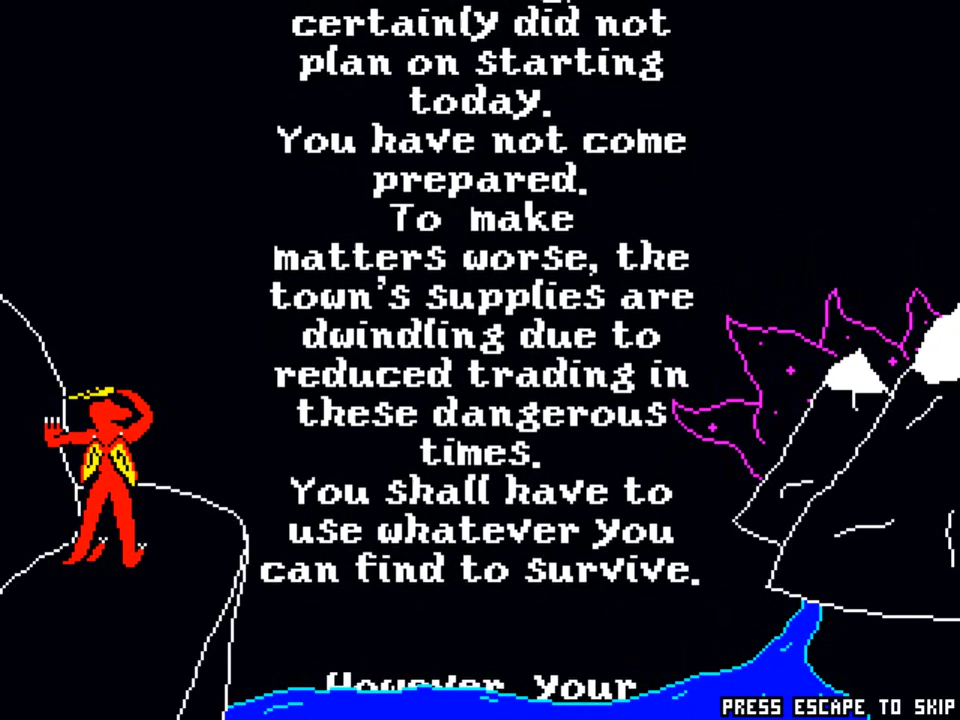 certainly did not
plan on starting
today.
You have not come
prepared.
To make
matters worse, the
town's supplies are
dwindling due to
reduced trading in
these dangerous
times.
You shall have to
use whatever you
can find to survive.
However your
PRESS ESCAPE TO SKIP